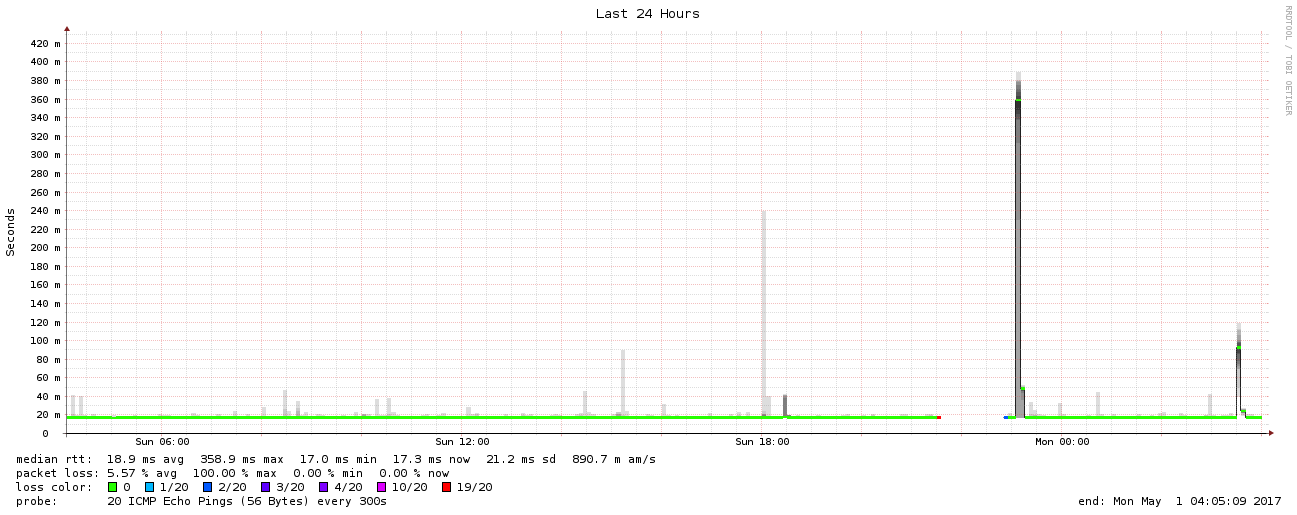 Last 24 Hours
RRDTOOL / TOBI OETIKER
Seconds
420 m
400 m
380 m
360 m
340 m
320 m
300 m
280 m
260 m
240 m
220 m
200 m
180 m
160 m
140 m
120 m
100 m
80 m
60 m
40 m
20 m
0
Sun 06:00 Sun 12:00 Sun 18:00 Mon 00:00
median rtt: 18.9 ms avg 358.9 ms max 17.0 ms min 17.3 ms now 21.2 ms sd 890.7 m am/s
packet loss: 5.57 % avg 100.00 % max 0.00 % min 0.00 % now
loss color: 0 1/20 2/20 3/20 4/20 10/20 19/20
probe: 20 ICMP Echo Pings (56 Bytes) every 300s end: Mon May 1 04:05:09 2017